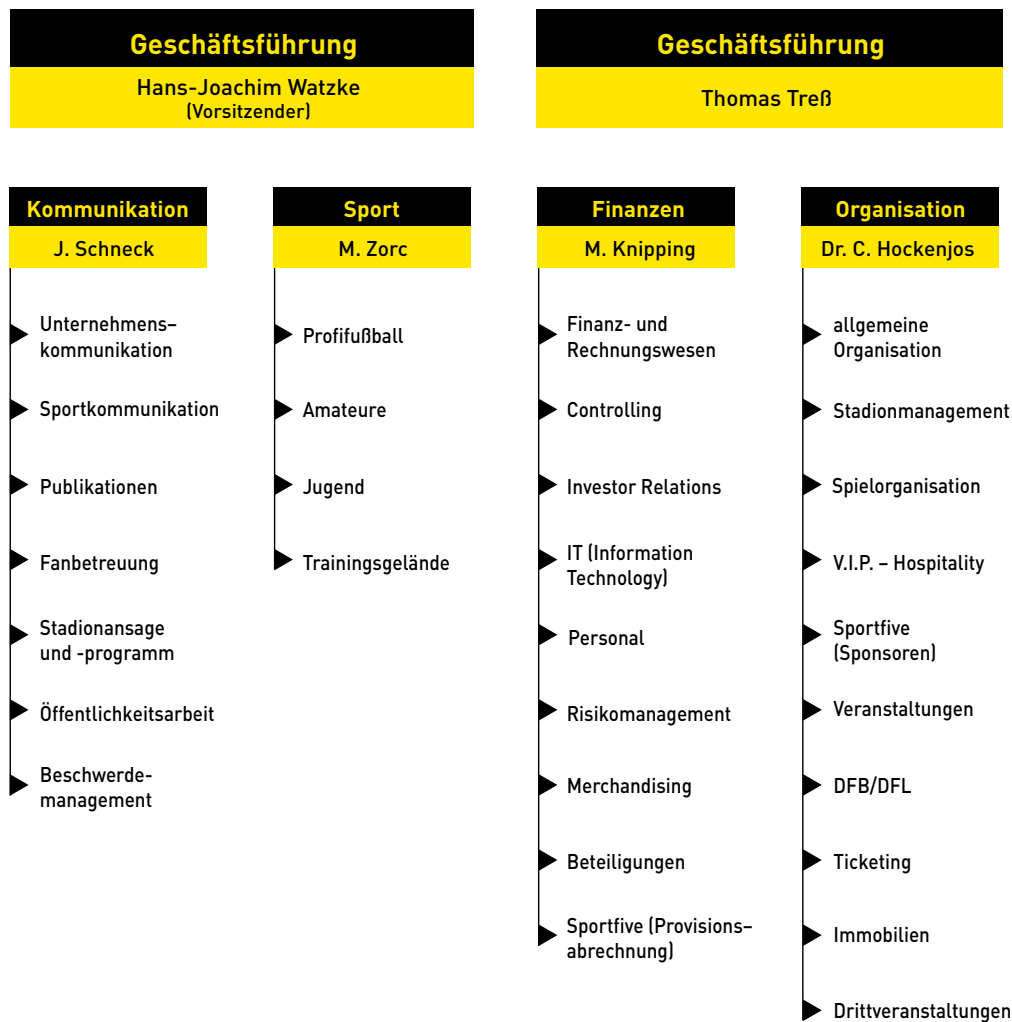 Geschäftsführung
Hans-Joachim Watzke
(Vorsitzender)
Geschäftsführung
Thomas Treß
Kommunikation
J. Schneck
Unternehmens–
kommunikation
Sportkommunikation
Publikationen
Fanbetreuung
Stadionansage
und -programm
Öffentlichkeitsarbeit
Beschwerde-
management
Sport
M. Zorc
Profifußball
Amateure
Jugend
Trainingsgelände
Finanzen
M. Knipping
Finanz- und
Rechnungswesen
Controlling
Investor Relations
IT (Information
Technology)
Personal
Risikomanagement
Merchandising
Beteiligungen
Sportfive (Provisions–
abrechnung)
Organisation
Dr. C. Hockenjos
allgemeine
Organisation
Stadionmanagement
Spielorganisation
V.I.P. – Hospitality
Sportfive
(Sponsoren)
Veranstaltungen
DFB/DFL
Ticketing
Immobilien
Drittveranstaltungen